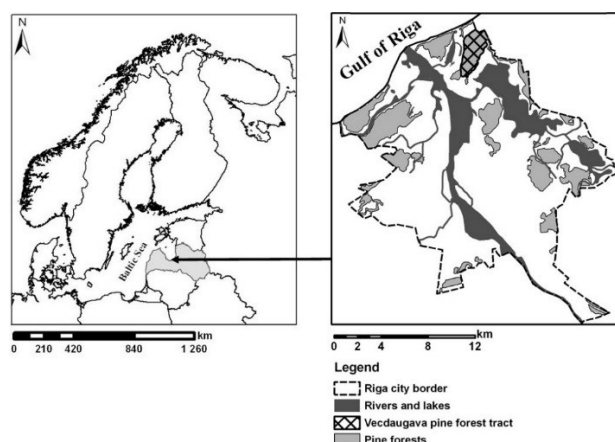 N
Baltic Sea
km
0 210 420 840 1 260
N
Gulf of Riga
km
0 2 4 8 12
Legend
Riga city border
Rivers and lakes
Vecdaugava pine forest tract
Pine forests